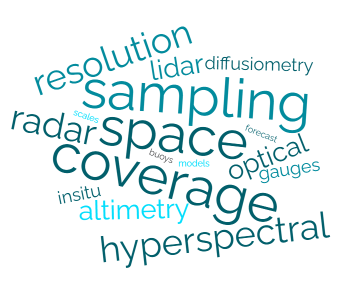 resolution
lidar
diffusiometry
sampling
scales
radar
space
forecast
buoys
models
optical
gauges
coverage
insitu
altimetry
hyperspectral